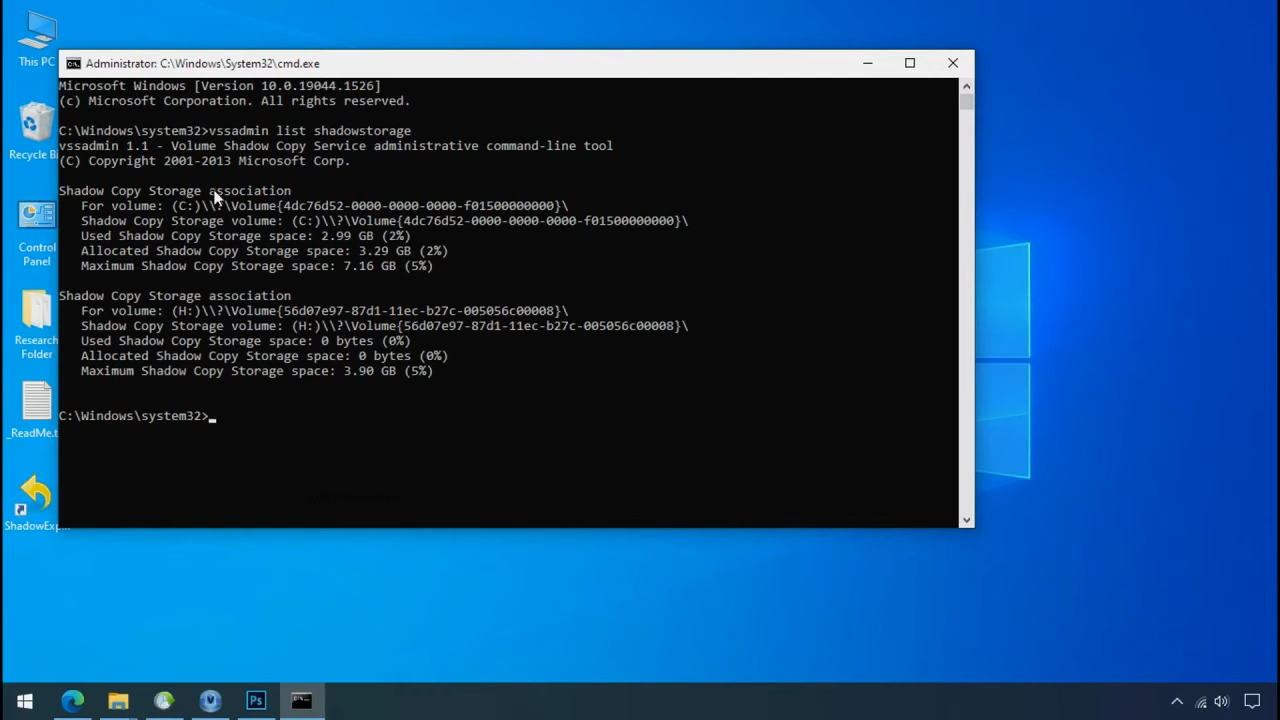 This PC
Recycle Bi
Control
Panel
Research
Folder
_ReadMe.t
ShadowExp...
Administrator: C:\Windows\System32\cmd.exe
Microsoft Windows [Version 10.0.19044.1526]
(c) Microsoft Corporation. All rights reserved.
C:\Windows\system32>vssadmin list shadowstorage
vssadmin 1.1 - Volume Shadow Copy Service administrative command-line tool
(C) Copyright 2001-2013 Microsoft Corp.
Shadow Copy Storage association
For volume: (C:)\\?\Volume{4dc76d52-0000-0000-0000-f01500000000}\
Shadow Copy Storage volume: (C:)\\?\Volume{4dc76d52-0000-0000-0000-f01500000000}\
Used Shadow Copy Storage space: 2.99 GB (2%)
Allocated Shadow Copy Storage space: 3.29 GB (2%)
Maximum Shadow Copy Storage space: 7.16 GB (5%)
Shadow Copy Storage association
For volume: (H:)\\?\Volume{56d07e97-87d1-11ec-b27c-005056c00008}\
Shadow Copy Storage volume: (H:)\\?\Volume{56d07e97-87d1-11ec-b27c-005056c00008}\
Used Shadow Copy Storage space: 0 bytes (0%)
Allocated Shadow Copy Storage space: 0 bytes (0%)
Maximum Shadow Copy Storage space: 3.90 GB (5%)
C:\Windows\system32>_
Ps